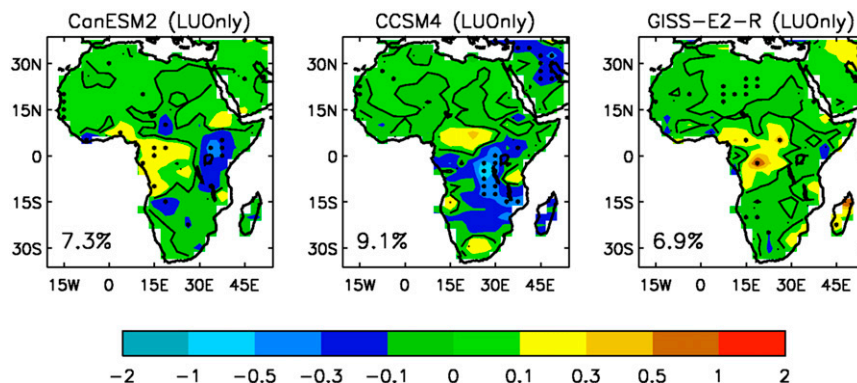 CanESM2 (LUOnly) CCSM4 (LUOnly) GISS-E2-R (LUOnly)
30N 30N 30N
15N 15N 15N
0 0 0
15S 15S 15S
30S 30S 30S
7.3% 9.1% 6.9%
15W 0 15E 30E 45E 15W 0 15E 30E 45E 15W 0 15E 30E 45E
-2 -1 -0.5 -0.3 -0.1 0 0.1 0.3 0.5 1 2